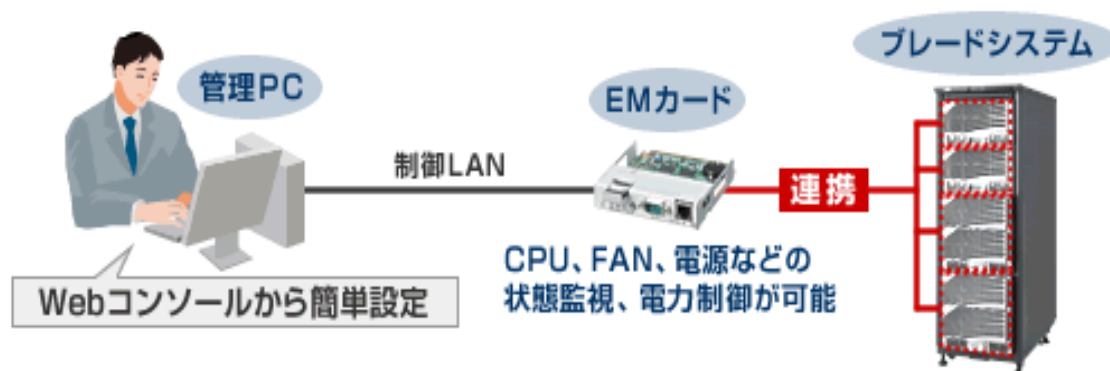 ブレードシステム
管理PC
EMカード
制御LAN
連携
CPU、FAN、電源などの
状態監視、電力制御が可能
Webコンソールから簡単設定